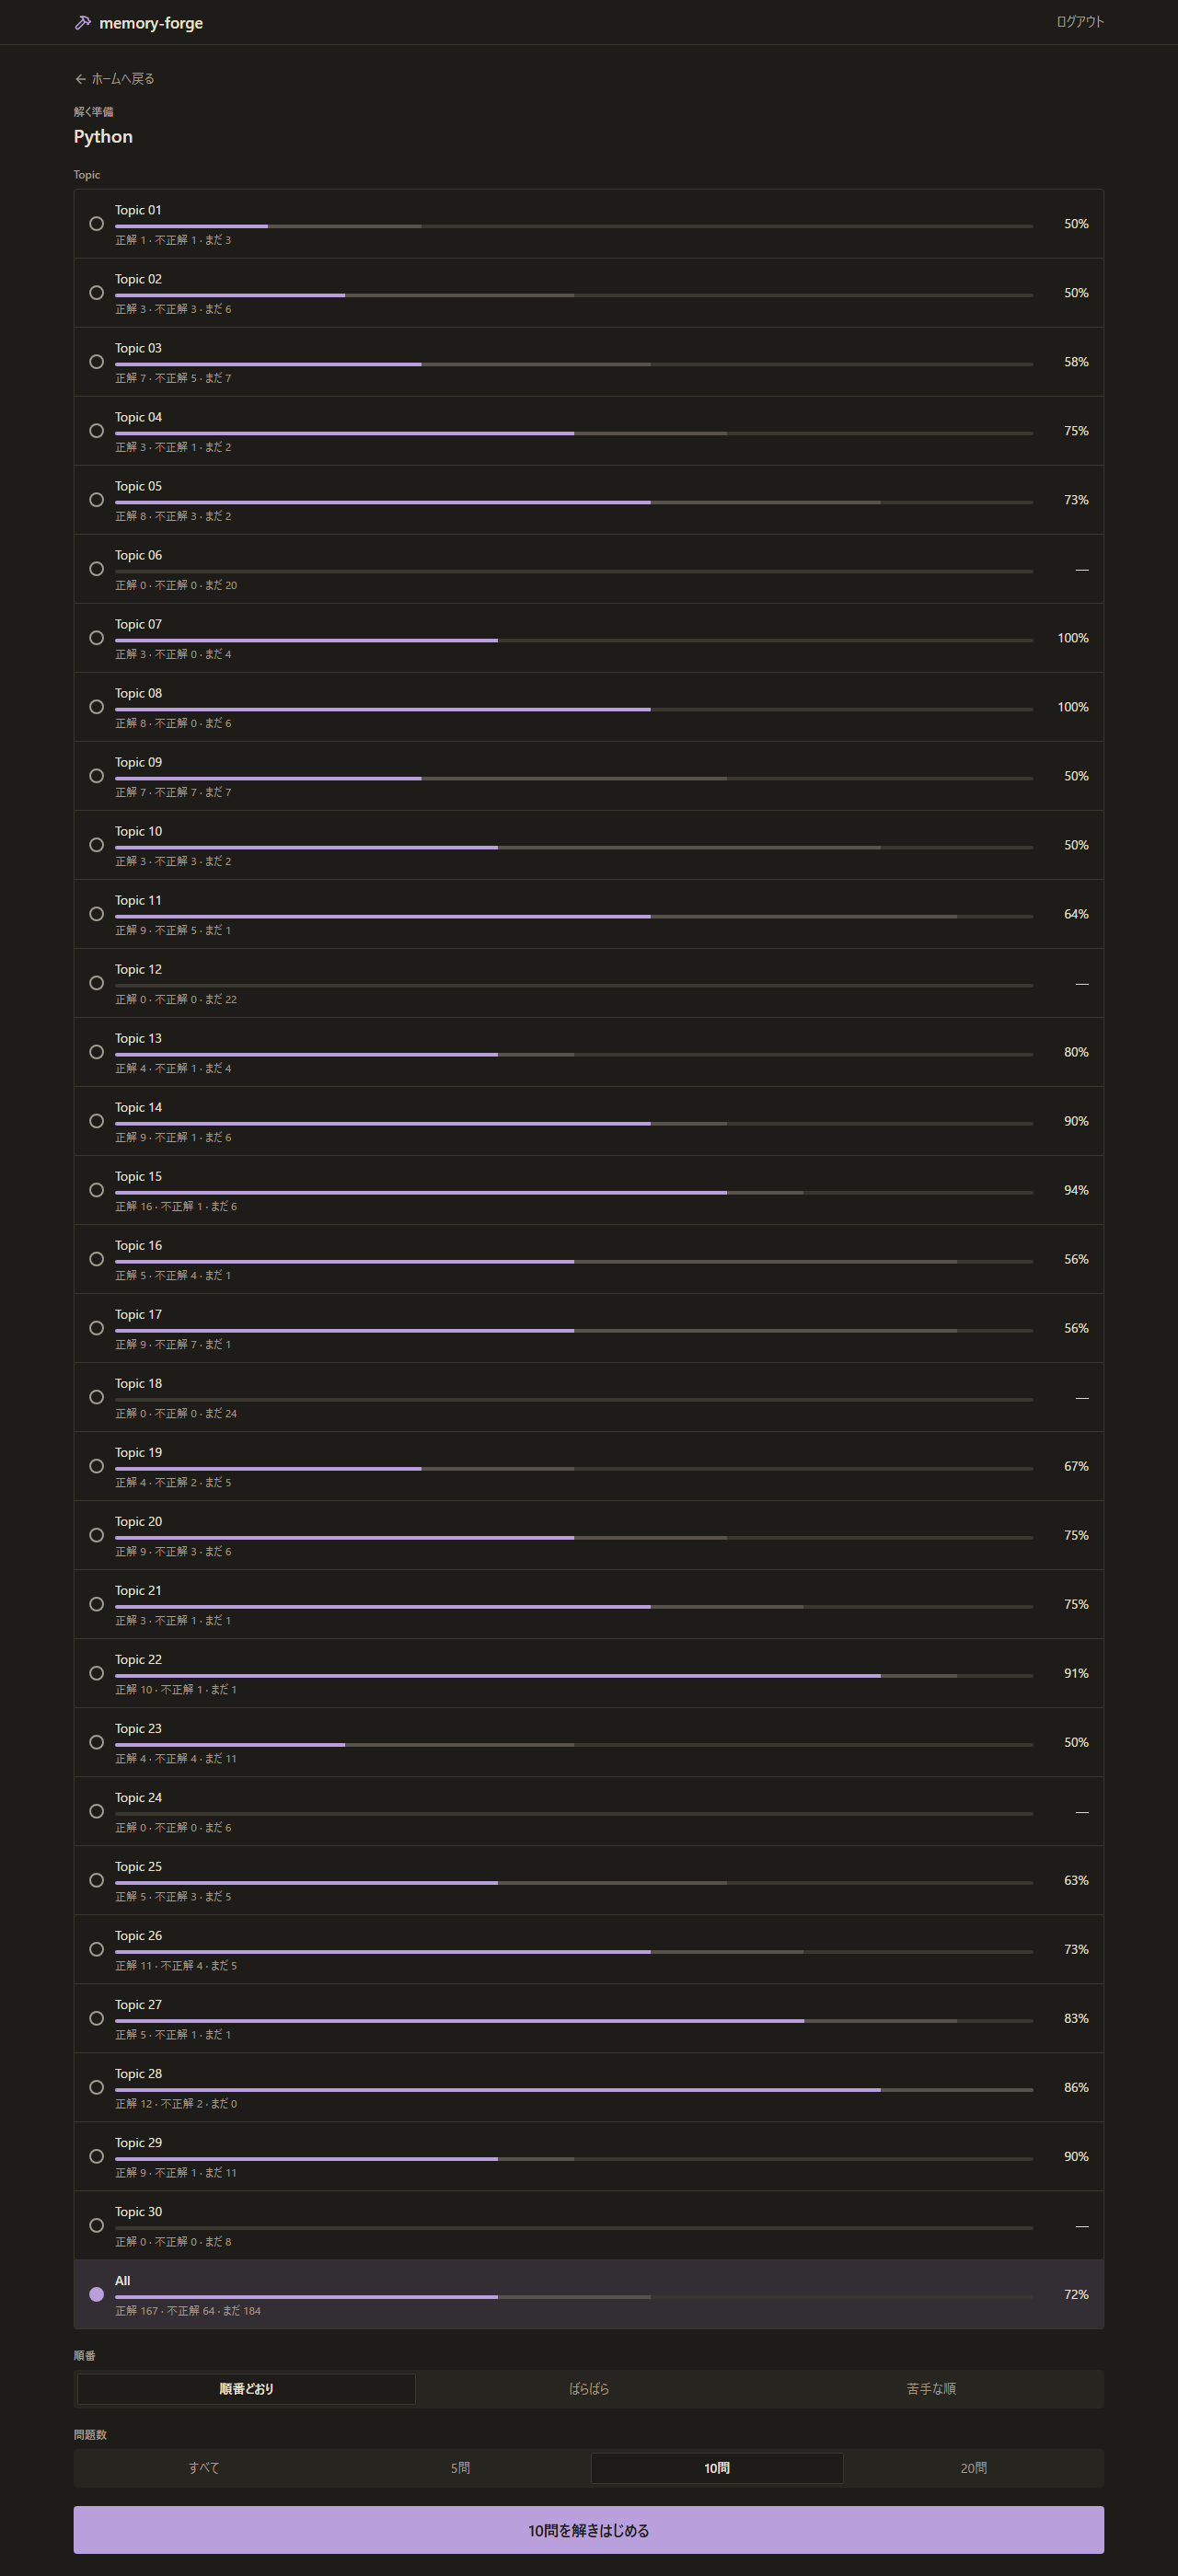 memory-forge
ログアウト
← ホームへ戻る
解く準備
Python
Topic
Topic 01
50%
正解 1 · 不正解 1 · まだ 3
Topic 02
50%
正解 3 · 不正解 3 · まだ 6
Topic 03
58%
正解 7 · 不正解 5 · まだ 7
Topic 04
75%
正解 3 · 不正解 1 · まだ 2
Topic 05
73%
正解 8 · 不正解 3 · まだ 2
Topic 06
—
正解 0 · 不正解 0 · まだ 20
Topic 07
100%
正解 3 · 不正解 0 · まだ 4
Topic 08
100%
正解 8 · 不正解 0 · まだ 6
Topic 09
50%
正解 7 · 不正解 7 · まだ 7
Topic 10
50%
正解 3 · 不正解 3 · まだ 2
Topic 11
64%
正解 9 · 不正解 5 · まだ 1
Topic 12
—
正解 0 · 不正解 0 · まだ 22
Topic 13
80%
正解 4 · 不正解 1 · まだ 4
Topic 14
90%
正解 9 · 不正解 1 · まだ 6
Topic 15
94%
正解 16 · 不正解 1 · まだ 6
Topic 16
56%
正解 5 · 不正解 4 · まだ 1
Topic 17
56%
正解 9 · 不正解 7 · まだ 1
Topic 18
—
正解 0 · 不正解 0 · まだ 24
Topic 19
67%
正解 4 · 不正解 2 · まだ 5
Topic 20
75%
正解 9 · 不正解 3 · まだ 6
Topic 21
75%
正解 3 · 不正解 1 · まだ 1
Topic 22
91%
正解 10 · 不正解 1 · まだ 1
Topic 23
50%
正解 4 · 不正解 4 · まだ 11
Topic 24
—
正解 0 · 不正解 0 · まだ 6
Topic 25
63%
正解 5 · 不正解 3 · まだ 5
Topic 26
73%
正解 11 · 不正解 4 · まだ 5
Topic 27
83%
正解 5 · 不正解 1 · まだ 1
Topic 28
86%
正解 12 · 不正解 2 · まだ 0
Topic 29
90%
正解 9 · 不正解 1 · まだ 11
Topic 30
—
正解 0 · 不正解 0 · まだ 8
All
72%
正解 167 · 不正解 64 · まだ 184
順番
順番どおり ばらばら 苦手な順
問題数
すべて 5問 10問 20問
10問を解きはじめる